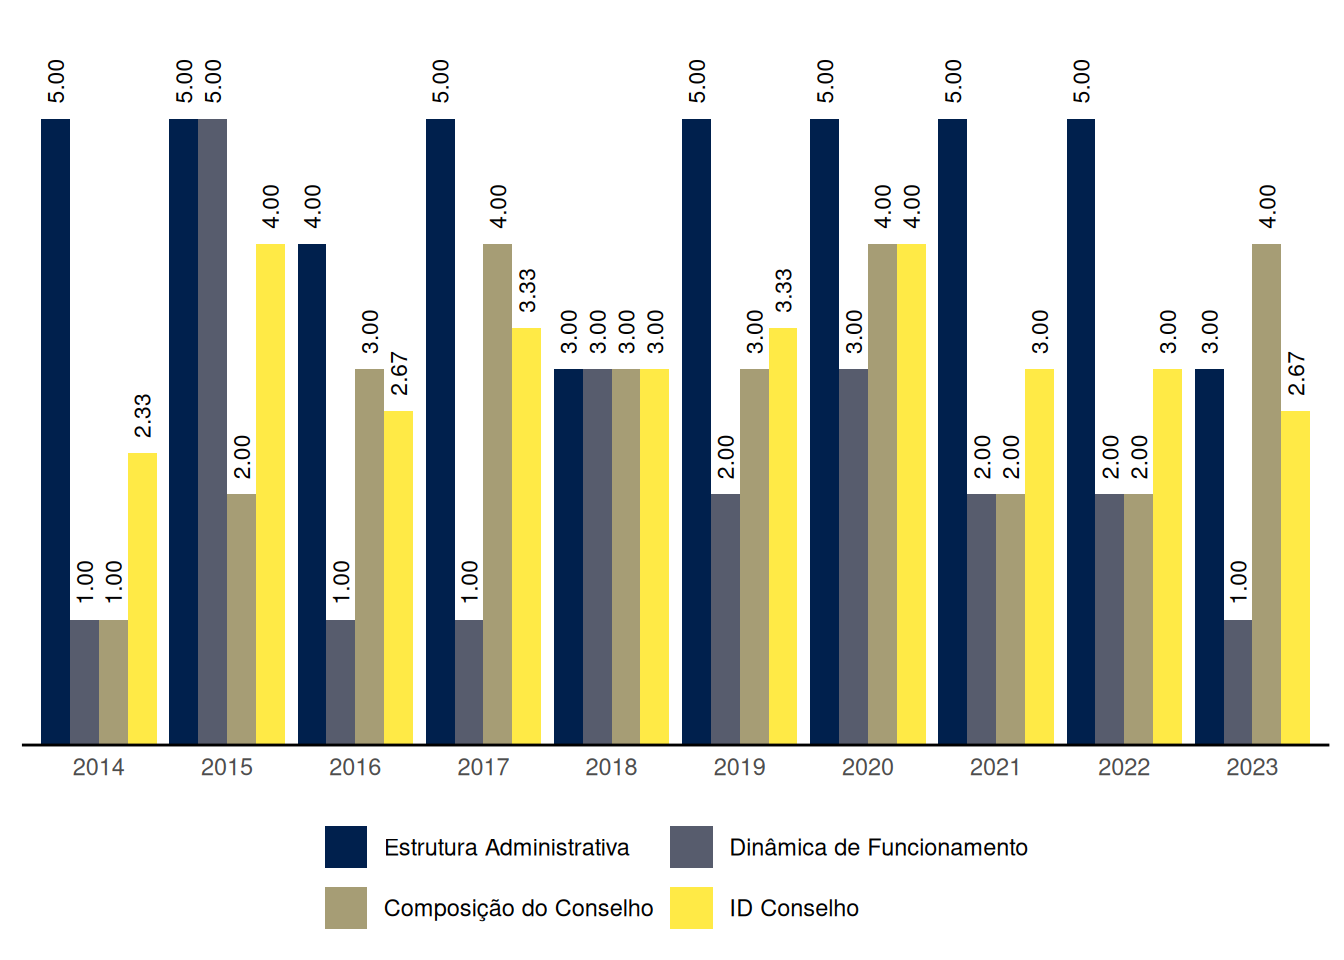 5.00 1.00 1.00 2.33
5.00 5.00 2.00 4.00
4.00 1.00 3.00 2.67
5.00 1.00 4.00 3.33
3.00 3.00 3.00 3.00
5.00 2.00 3.00 3.33
5.00 3.00 4.00 4.00
5.00 2.00 2.00 3.00
5.00 2.00 2.00 3.00
3.00 1.00 4.00 2.67
2014 2015 2016 2017 2018 2019 2020 2021 2022 2023
Estrutura Administrativa Dinâmica de Funcionamento
Composição do Conselho ID Conselho